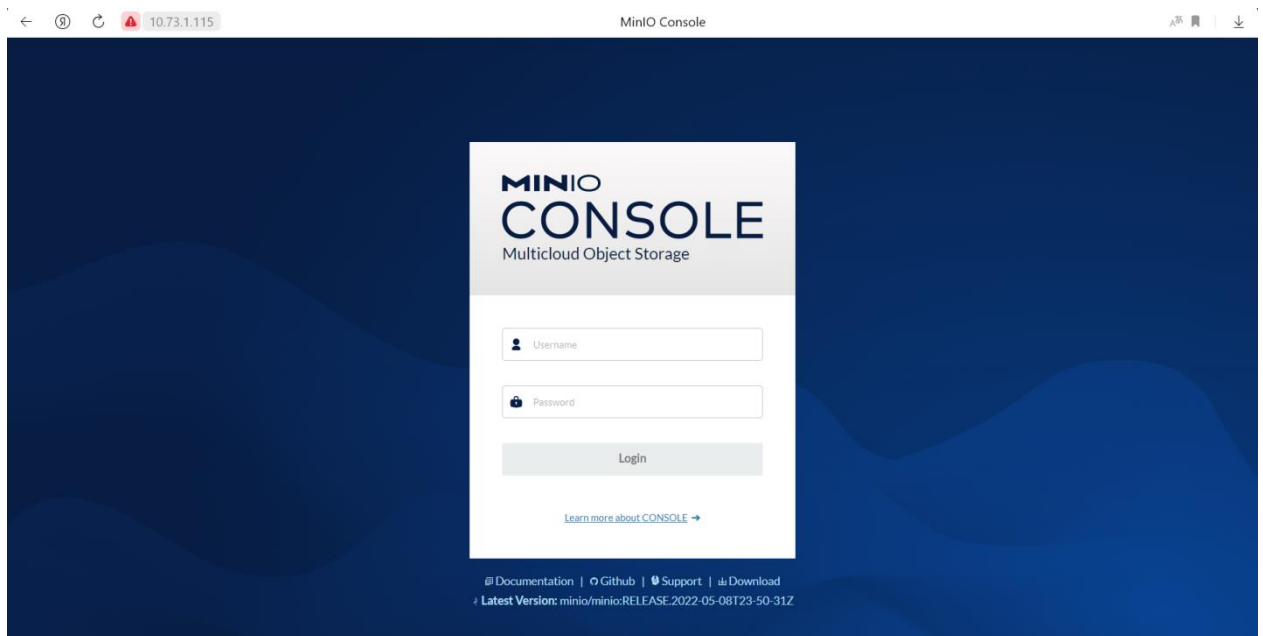 10.73.1.115 MinIO Console
MINIO
CONSOLE
Multicloud Object Storage
Username
Password
Login
Learn more about CONSOLE ➔
Documentation | Github | Support | Download
Latest Version: minio/minio:RELEASE.2022-05-08T23-50-31Z